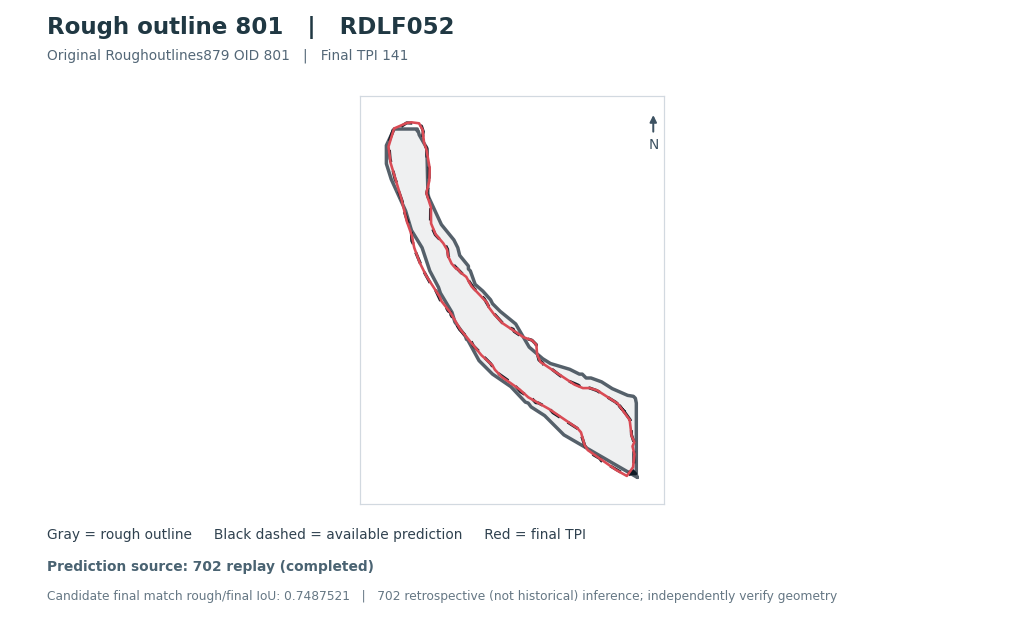 Rough outline 801   |   RDLF052
Original Roughoutlines879 OID 801   |   Final TPI 141
N
Gray = rough outline     Black dashed = available prediction     Red = final TPI
Prediction source: 702 replay (completed)
Candidate final match rough/final IoU: 0.7487521   |   702 retrospective (not historical) inference; independently verify geometry